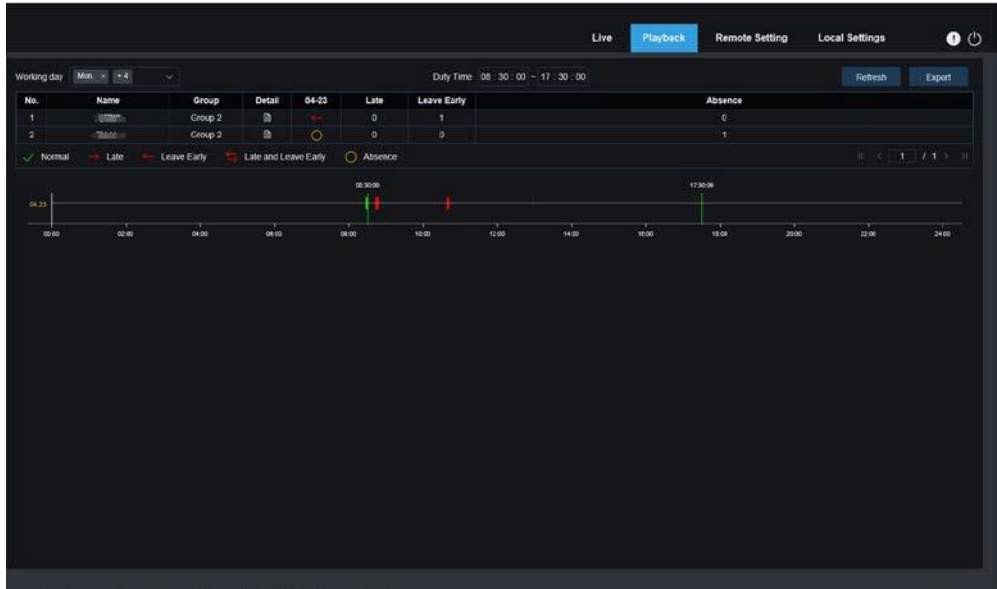 Live Playback Remote Setting Local Settings
Working day Mon. × + 4 Duty Time 08 : 30 : 00 ~ 17 : 30 : 00 Refresh Export
No. Name Group Detail 04-23 Late Leave Early Absence
1 Group 2 0 1 0
2 Group 2 0 0 1
Normal Late Leave Early Late and Leave Early Absence 1 / 1
08:30:00 17:30:00
04.23
00:00 02:00 04:00 06:00 08:00 10:00 12:00 14:00 16:00 18:00 20:00 22:00 24:00